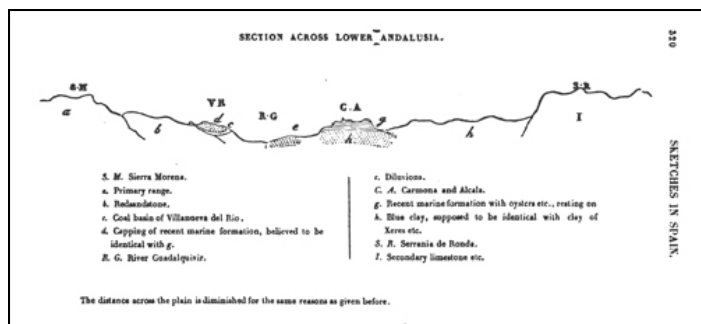 SECTION ACROSS LOWER ANDALUSIA.
320
SKETCHES IN SPAIN.
S·M
a
b
V R
d
c
R·G
e
C.A
g
h
h
S·R
I
S. M. Sierra Morena.
a. Primary range.
b. Redsandstone.
c. Coal basin of Villanueva del Rio.
d. Capping of recent marine formation, believed to be
identical with g.
R. G. River Guadalquivir.
e. Diluvions.
C. A. Carmona and Alcala.
g. Recent marine formation with oysters etc., resting on
h. Blue clay, supposed to be identical with clay of
Xeres etc.
S. R. Serrania de Ronda.
I. Secondary limestone etc.
The distance across the plain is diminished for the same reasons as given before.